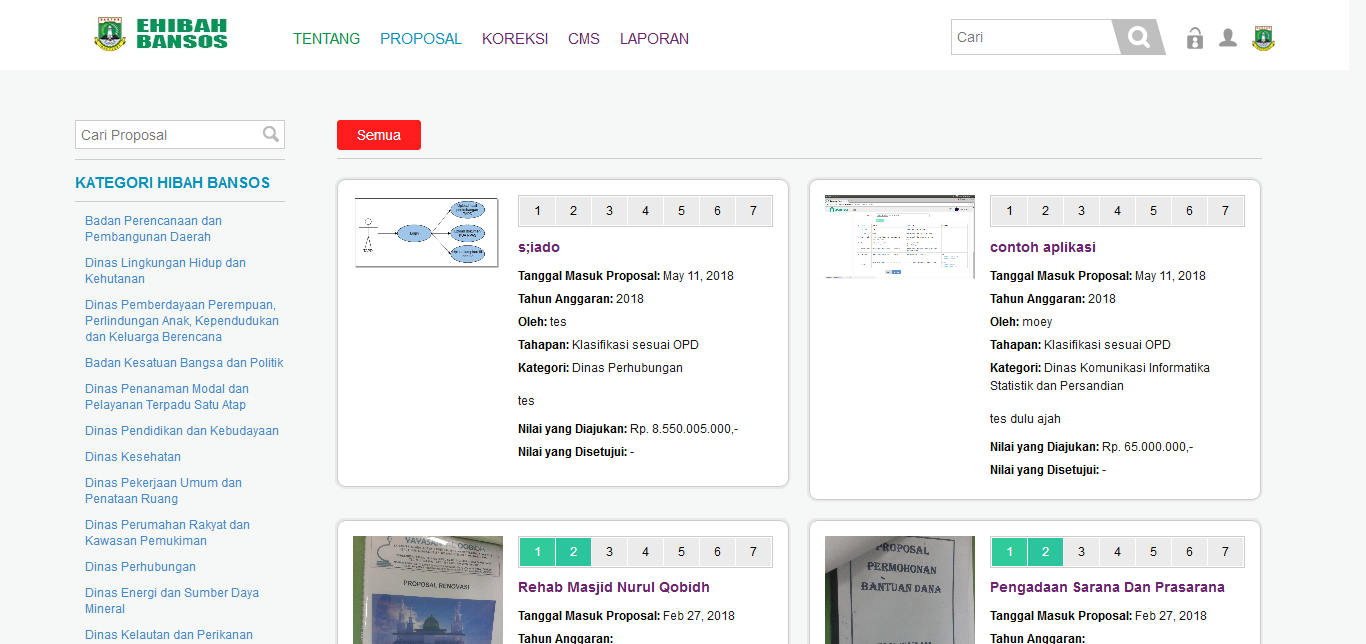 EHIBAH
BANSOS
TENTANG PROPOSAL KOREKSI CMS LAPORAN
Cari
Cari Proposal
Semua
KATEGORI HIBAH BANSOS
Badan Perencanaan dan
Pembangunan Daerah
Dinas Lingkungan Hidup dan
Kehutanan
Dinas Pemberdayaan Perempuan,
Perlindungan Anak, Kependudukan
dan Keluarga Berencana
Badan Kesatuan Bangsa dan Politik
Dinas Penanaman Modal dan
Pelayanan Terpadu Satu Atap
Dinas Pendidikan dan Kebudayaan
Dinas Kesehatan
Dinas Pekerjaan Umum dan
Penataan Ruang
Dinas Perumahan Rakyat dan
Kawasan Pemukiman
Dinas Perhubungan
Dinas Energi dan Sumber Daya
Mineral
Dinas Kelautan dan Perikanan
Login
1 2 3 4 5 6 7
s;iado
Tanggal Masuk Proposal: May 11, 2018
Tahun Anggaran: 2018
Oleh: tes
Tahapan: Klasifikasi sesuai OPD
Kategori: Dinas Perhubungan
tes
Nilai yang Diajukan: Rp. 8.550.005.000,-
Nilai yang Disetujui: -
1 2 3 4 5 6 7
contoh aplikasi
Tanggal Masuk Proposal: May 11, 2018
Tahun Anggaran: 2018
Oleh: moey
Tahapan: Klasifikasi sesuai OPD
Kategori: Dinas Komunikasi Informatika
Statistik dan Persandian
tes dulu ajah
Nilai yang Diajukan: Rp. 65.000.000,-
Nilai yang Disetujui: -
PROPOSAL RENOVASI
1 2 3 4 5 6 7
Rehab Masjid Nurul Qobidh
Tanggal Masuk Proposal: Feb 27, 2018
Tahun Anggaran:
PROPOSAL
PERMOHONAN
BANTUAN DANA
1 2 3 4 5 6 7
Pengadaan Sarana Dan Prasarana
Tanggal Masuk Proposal: Feb 27, 2018
Tahun Anggaran: